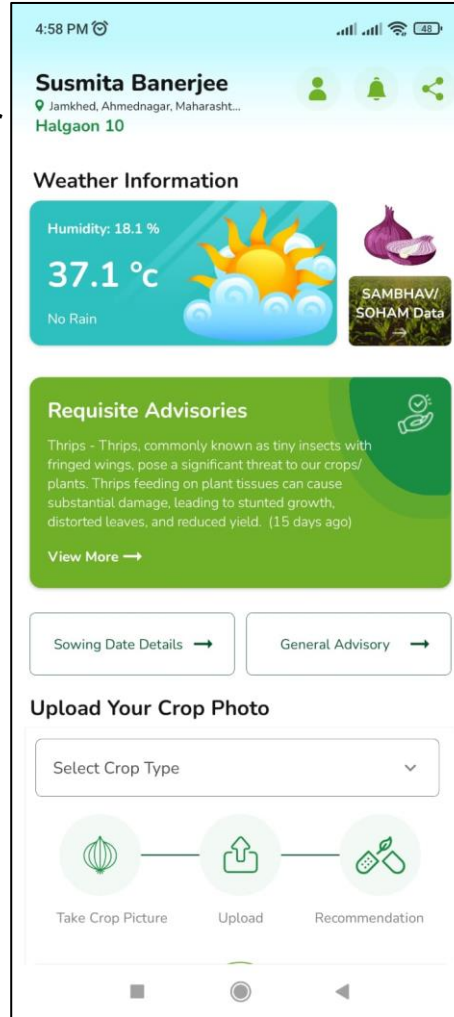 4:58 PM
48
Susmita Banerjee
Jamkhed, Ahmednagar, Maharasht...
Halgaon 10
Weather Information
Humidity: 18.1 %
37.1 °c
No Rain
SAMBHAV/
SOHAM Data
→
Requisite Advisories
Thrips - Thrips, commonly known as tiny insects with
fringed wings, pose a significant threat to our crops/
plants. Thrips feeding on plant tissues can cause
substantial damage, leading to stunted growth,
distorted leaves, and reduced yield. (15 days ago)
View More →
Sowing Date Details →
General Advisory →
Upload Your Crop Photo
Select Crop Type
Take Crop Picture
Upload
Recommendation